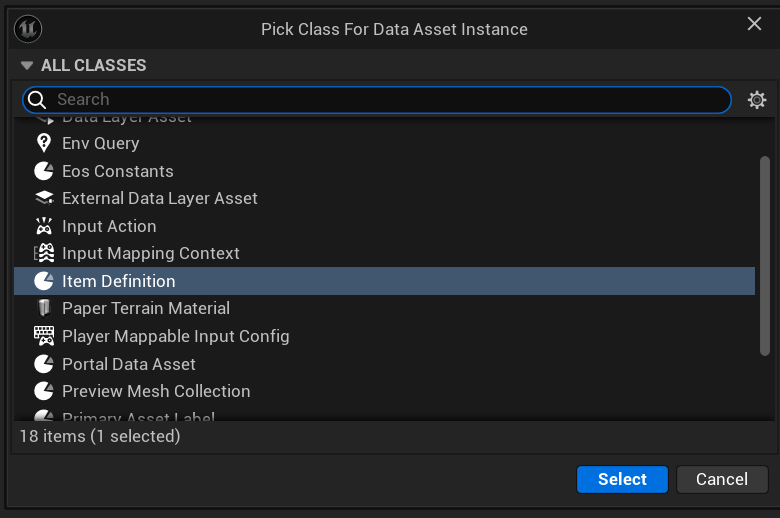 Pick Class For Data Asset Instance
ALL CLASSES
Search
Data Layer Asset
Env Query
Eos Constants
External Data Layer Asset
Input Action
Input Mapping Context
Item Definition
Paper Terrain Material
Player Mappable Input Config
Portal Data Asset
Preview Mesh Collection
Primary Asset Label
18 items (1 selected)
Select Cancel